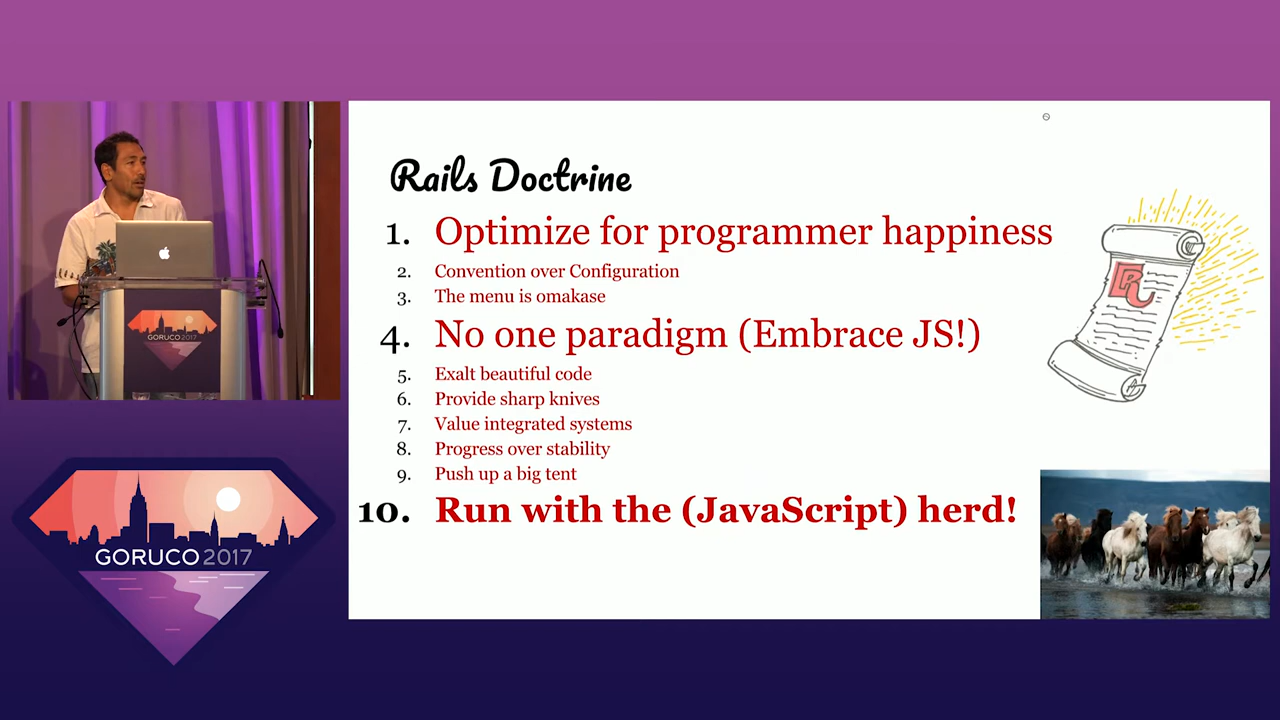 Rails Doctrine
1. Optimize for programmer happiness
2. Convention over Configuration
3. The menu is omakase
4. No one paradigm (Embrace JS!)
5. Exalt beautiful code
6. Provide sharp knives
7. Value integrated systems
8. Progress over stability
9. Push up a big tent
10. Run with the (JavaScript) herd!
GORUCO 2017
GORUCO 2017